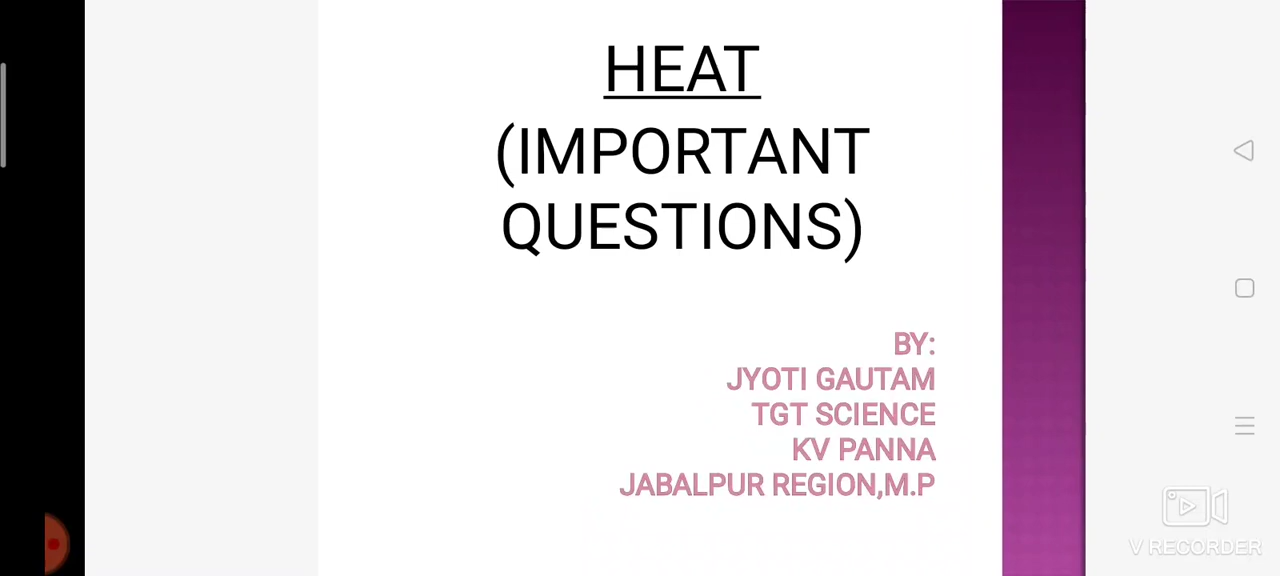 HEAT
(IMPORTANT
QUESTIONS)
BY:
JYOTI GAUTAM
TGT SCIENCE
KV PANNA
JABALPUR REGION,M.P
V RECORDER